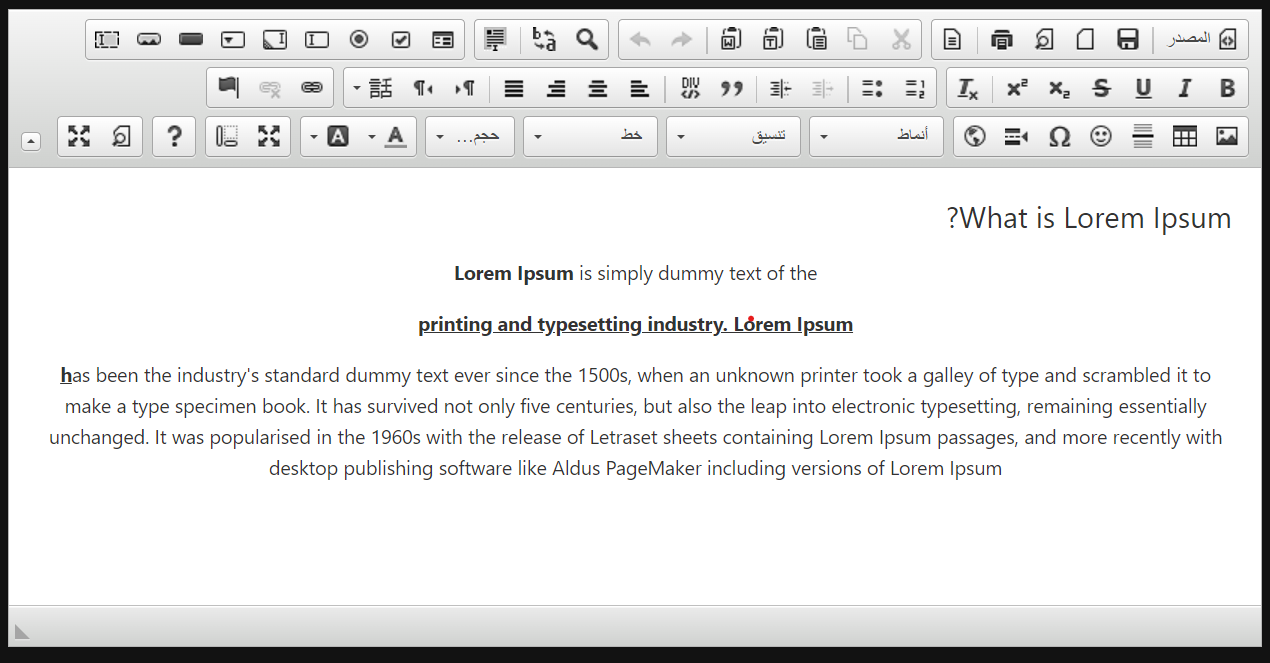 المصدر
أنماط
تنسيق
خط
حجم...
?What is Lorem Ipsum
Lorem Ipsum is simply dummy text of the
printing and typesetting industry. Lorem Ipsum
has been the industry's standard dummy text ever since the 1500s, when an unknown printer took a galley of type and scrambled it to
make a type specimen book. It has survived not only five centuries, but also the leap into electronic typesetting, remaining essentially
unchanged. It was popularised in the 1960s with the release of Letraset sheets containing Lorem Ipsum passages, and more recently with
desktop publishing software like Aldus PageMaker including versions of Lorem Ipsum